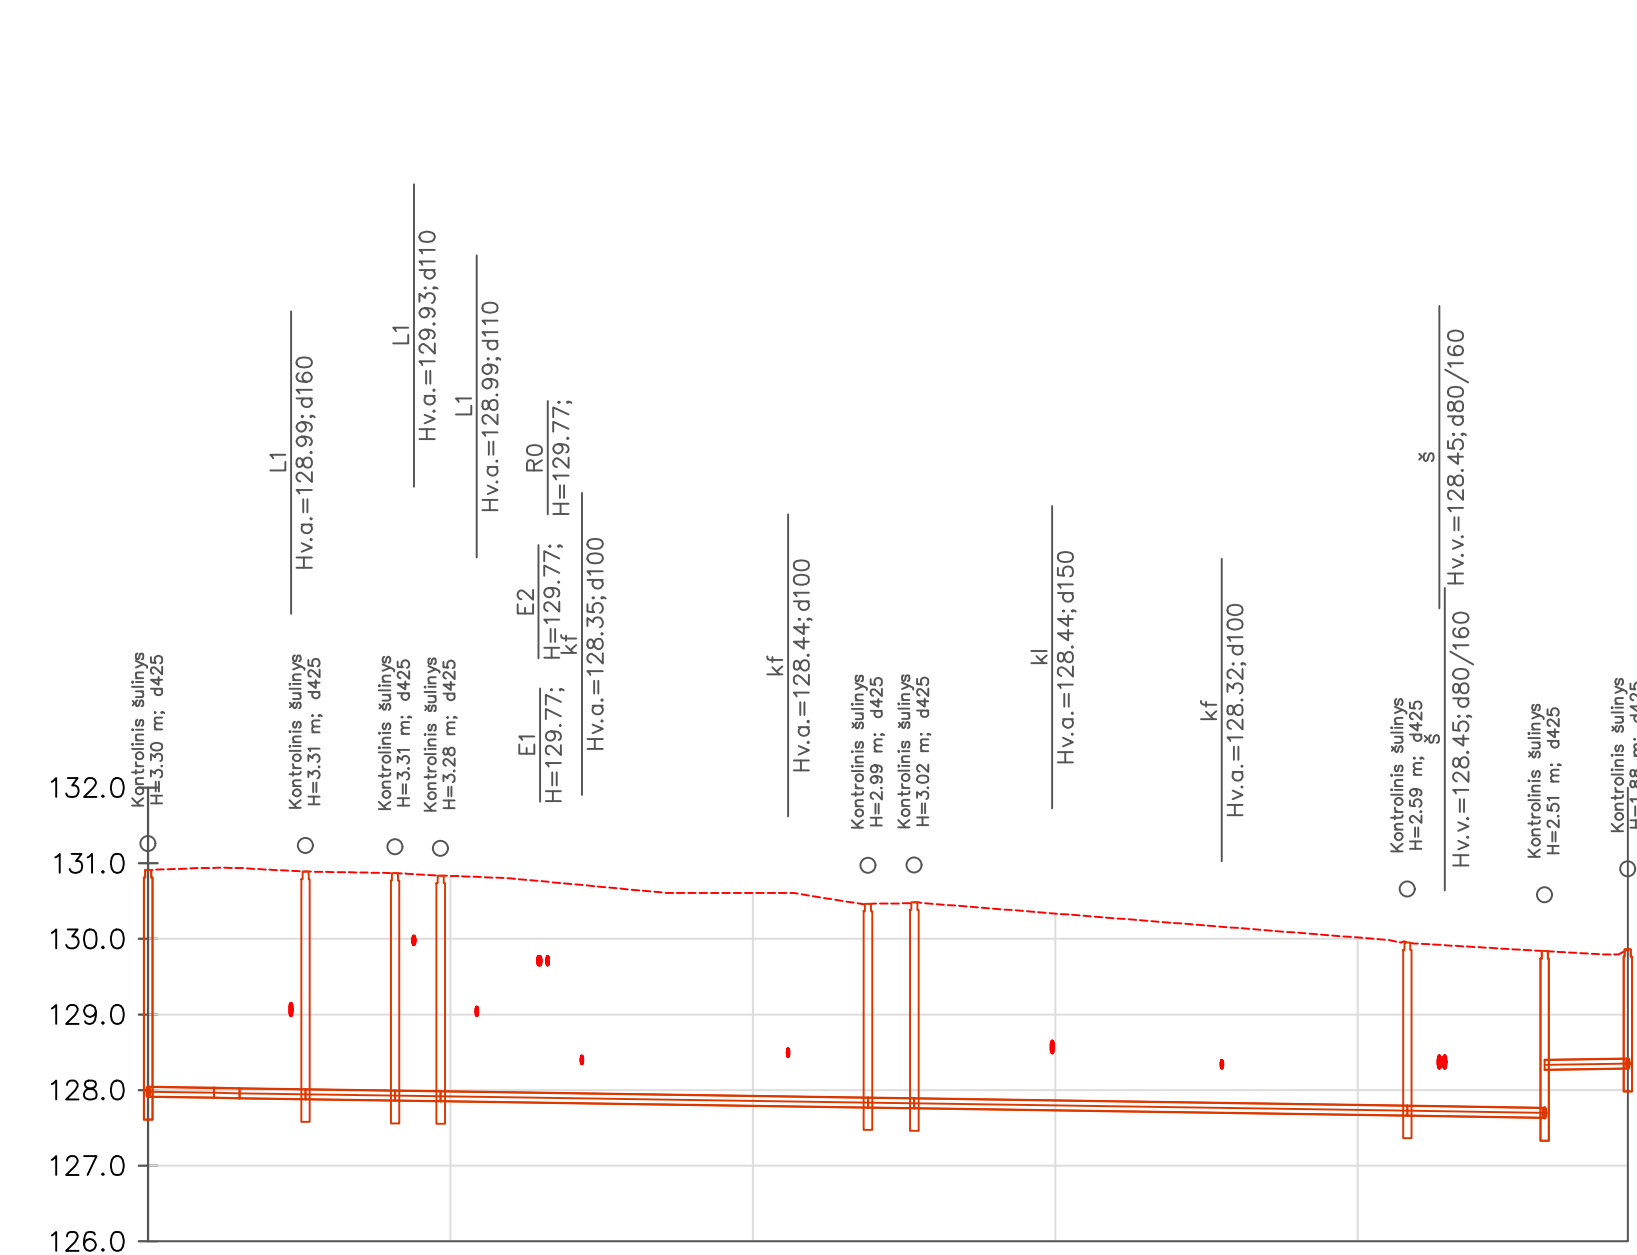 L1
Hv.a.=128.99;d160
L1
Hv.a.=129.93;d110
L1
Hv.a.=128.99;d110
R0
H=129.77;
E2
H=129.77;
E1
H=129.77;
kf
Hv.a.=128.35;d100
kf
Hv.a.=128.44;d100
kl
Hv.a.=128.44;d150
kf
Hv.a.=128.32;d100
š
Hv.v.=128.45;d80/160
š
Hv.v.=128.45;d80/160
Kontrolinis šulinys
H=3.30 m; d425
Kontrolinis šulinys
H=3.31 m; d425
Kontrolinis šulinys
H=3.31 m; d425
Kontrolinis šulinys
H=3.28 m; d425
Kontrolinis šulinys
H=2.99 m; d425
Kontrolinis šulinys
H=3.02 m; d425
Kontrolinis šulinys
H=2.59 m; d425
Kontrolinis šulinys
H=2.51 m; d425
Kontrolinis šulinys
H=1.88 m; d425
132.0
131.0
130.0
129.0
128.0
127.0
126.0